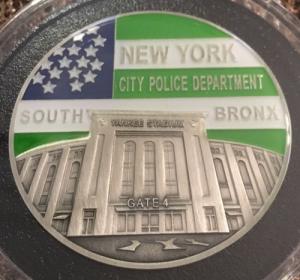 NEW YORK
CITY POLICE DEPARTMENT
SOUTH BRONX
YANKEE STADIUM
GATE 4